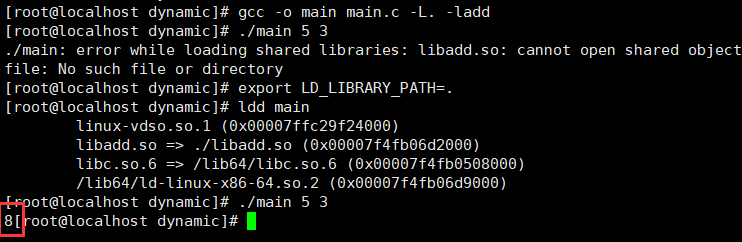 [root@localhost dynamic]# gcc -o main main.c -L. -ladd
[root@localhost dynamic]# ./main 5 3
./main: error while loading shared libraries: libadd.so: cannot open shared object
file: No such file or directory
[root@localhost dynamic]# export LD_LIBRARY_PATH=.
[root@localhost dynamic]# ldd main
        linux-vdso.so.1 (0x00007ffc29f24000)
        libadd.so => ./libadd.so (0x00007f4fb06d2000)
        libc.so.6 => /lib64/libc.so.6 (0x00007f4fb0508000)
        /lib64/ld-linux-x86-64.so.2 (0x00007f4fb06d9000)
[root@localhost dynamic]# ./main 5 3
8[root@localhost dynamic]#